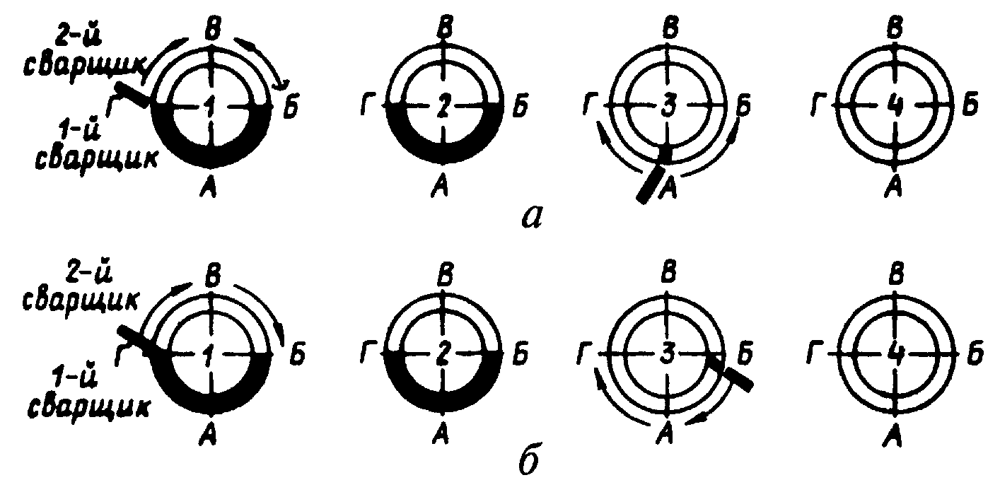 В В В В
2-й
сварщик
Г 1 Б Г 2 Б Г 3 Б Г 4 Б
1-й
сварщик
А А А А
а
В В В В
2-й
сварщик
Г 1 Б Г 2 Б Г 3 Б Г 4 Б
1-й
сварщик
А А А А
б